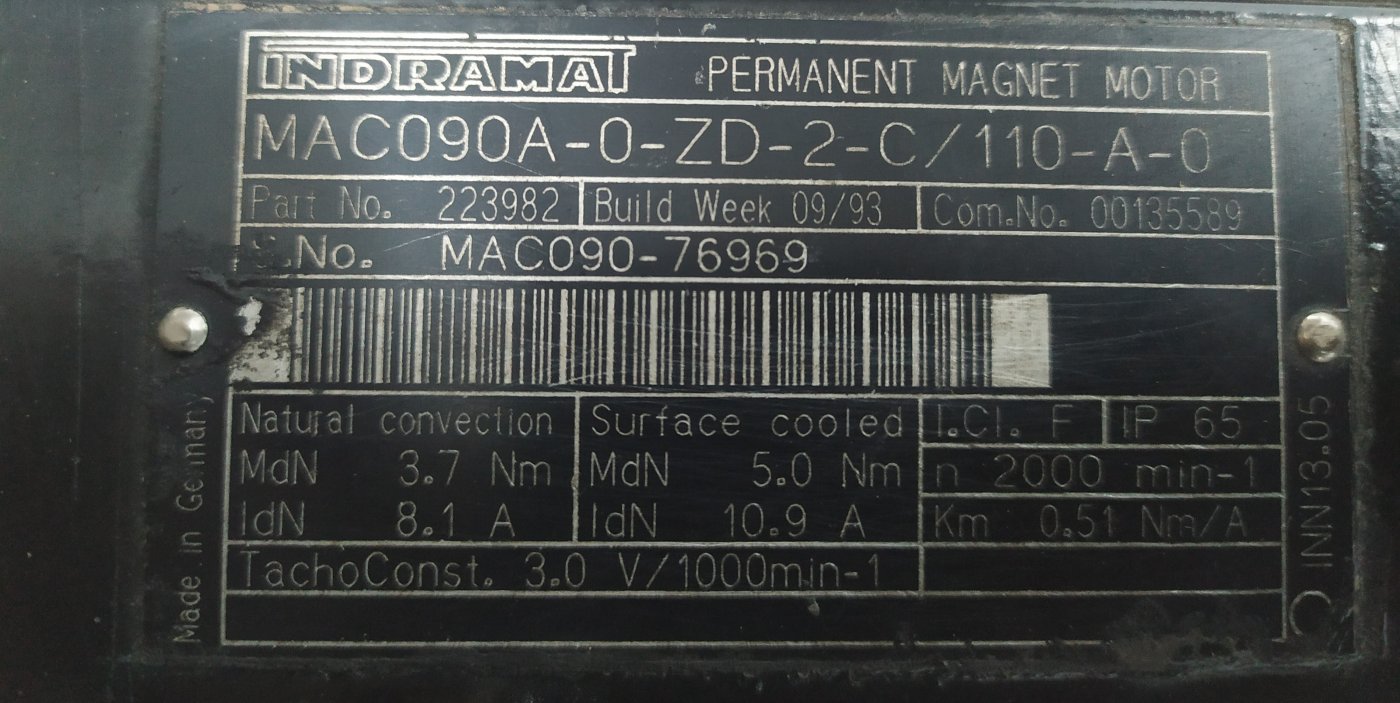 INDRAMAT PERMANENT MAGNET MOTOR
MAC090A-0-ZD-2-C/110-A-0
Part No. 223982 Build Week 09/93 Com.No. 00135589
S.No. MAC090-76969
Natural convection Surface cooled I.Cl. F IP 65
MdN 3.7 Nm MdN 5.0 Nm n 2000 min-1
IdN 8.1 A IdN 10.9 A Km 0.51 Nm/A
TachoConst. 3.0 V/1000min-1
Made in Germany
INN13.05